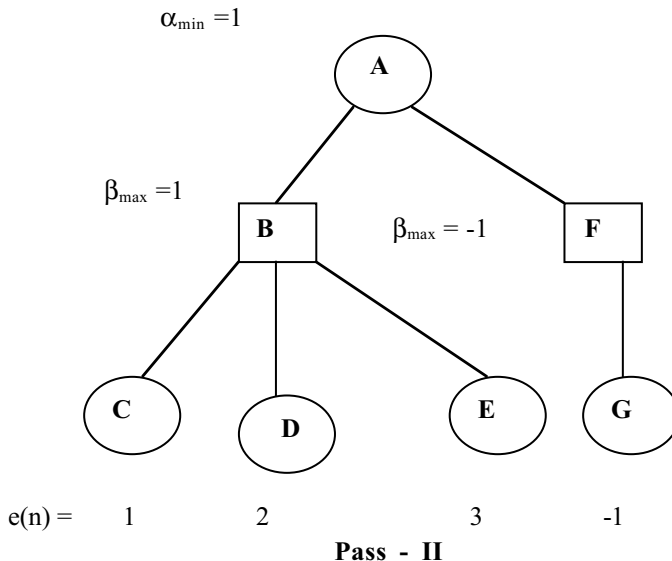 α_min =1
A
β_max =1
B
β_max = -1
F
C
D
E
G
e(n) = 1 2 3 -1
Pass - II